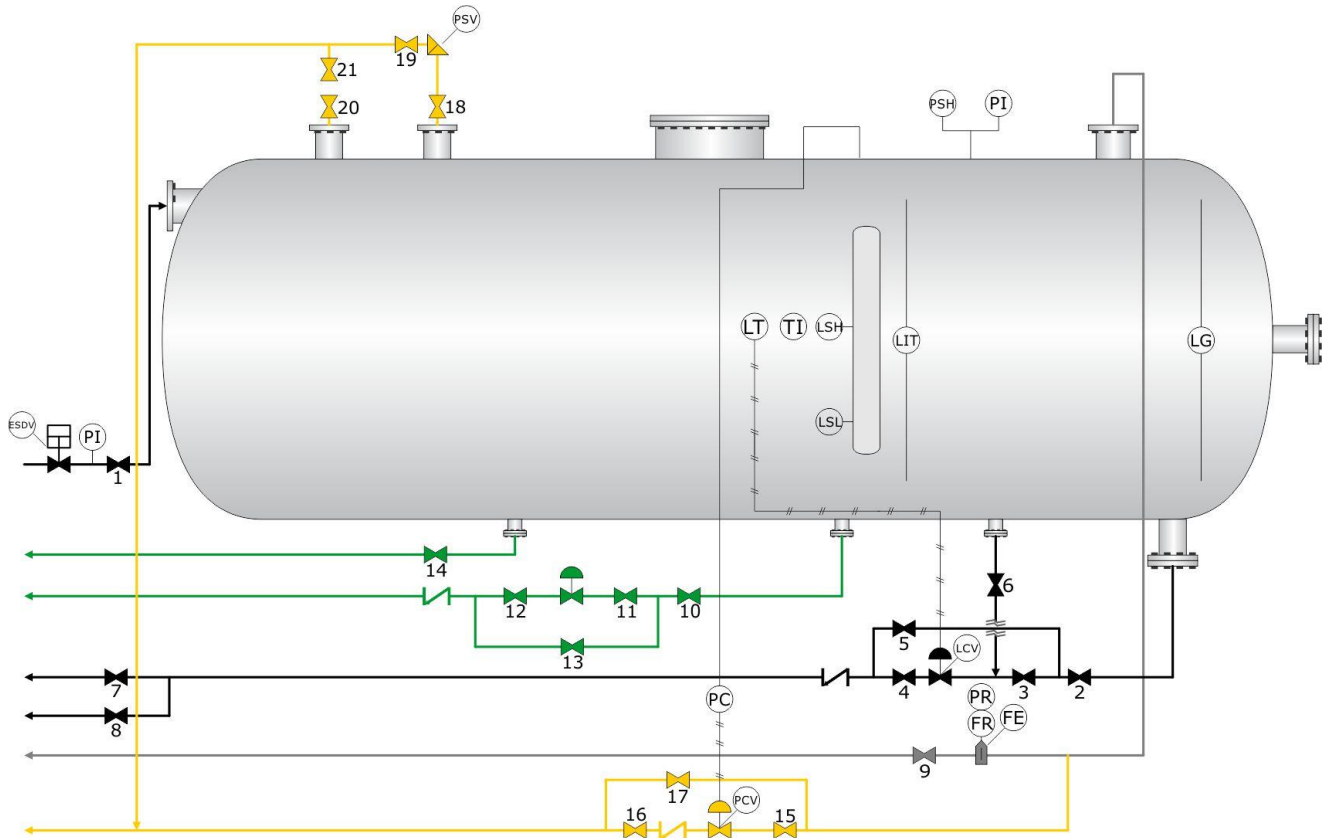 PSV
19
21
20
18
PSH PI
LT TI LSH
LIT
LG
LSL
ESDV
PI
1
14
6
12 11 10
5
13
LCV
7
4 3 2
PR
8
FR FE
PC
9
17
PCV
16 15